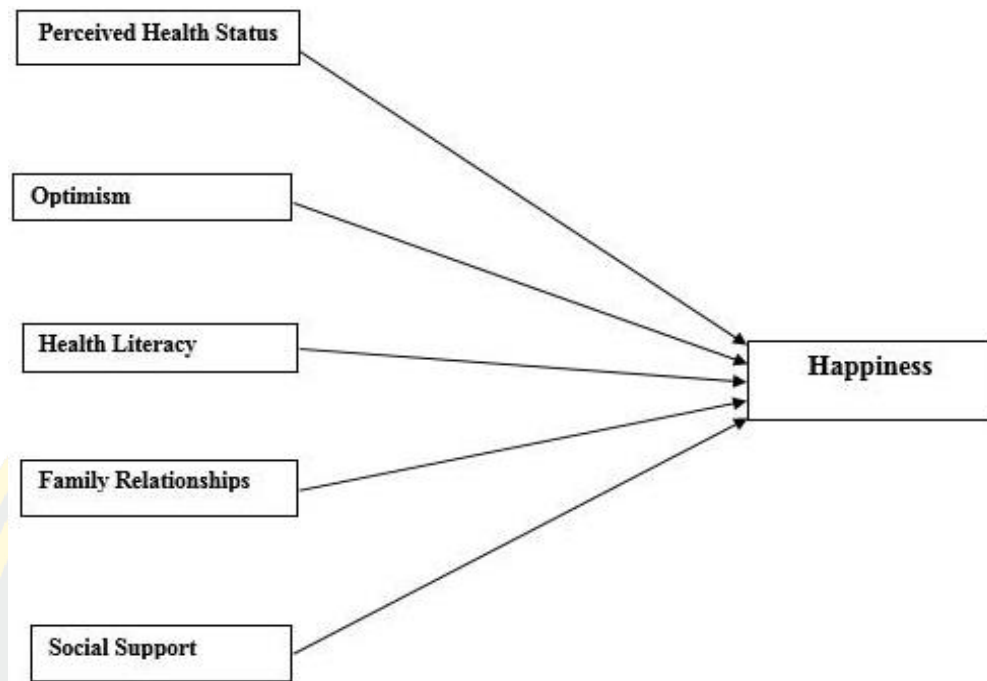 Perceived Health Status
Optimism
Health Literacy
Happiness
Family Relationships
Social Support